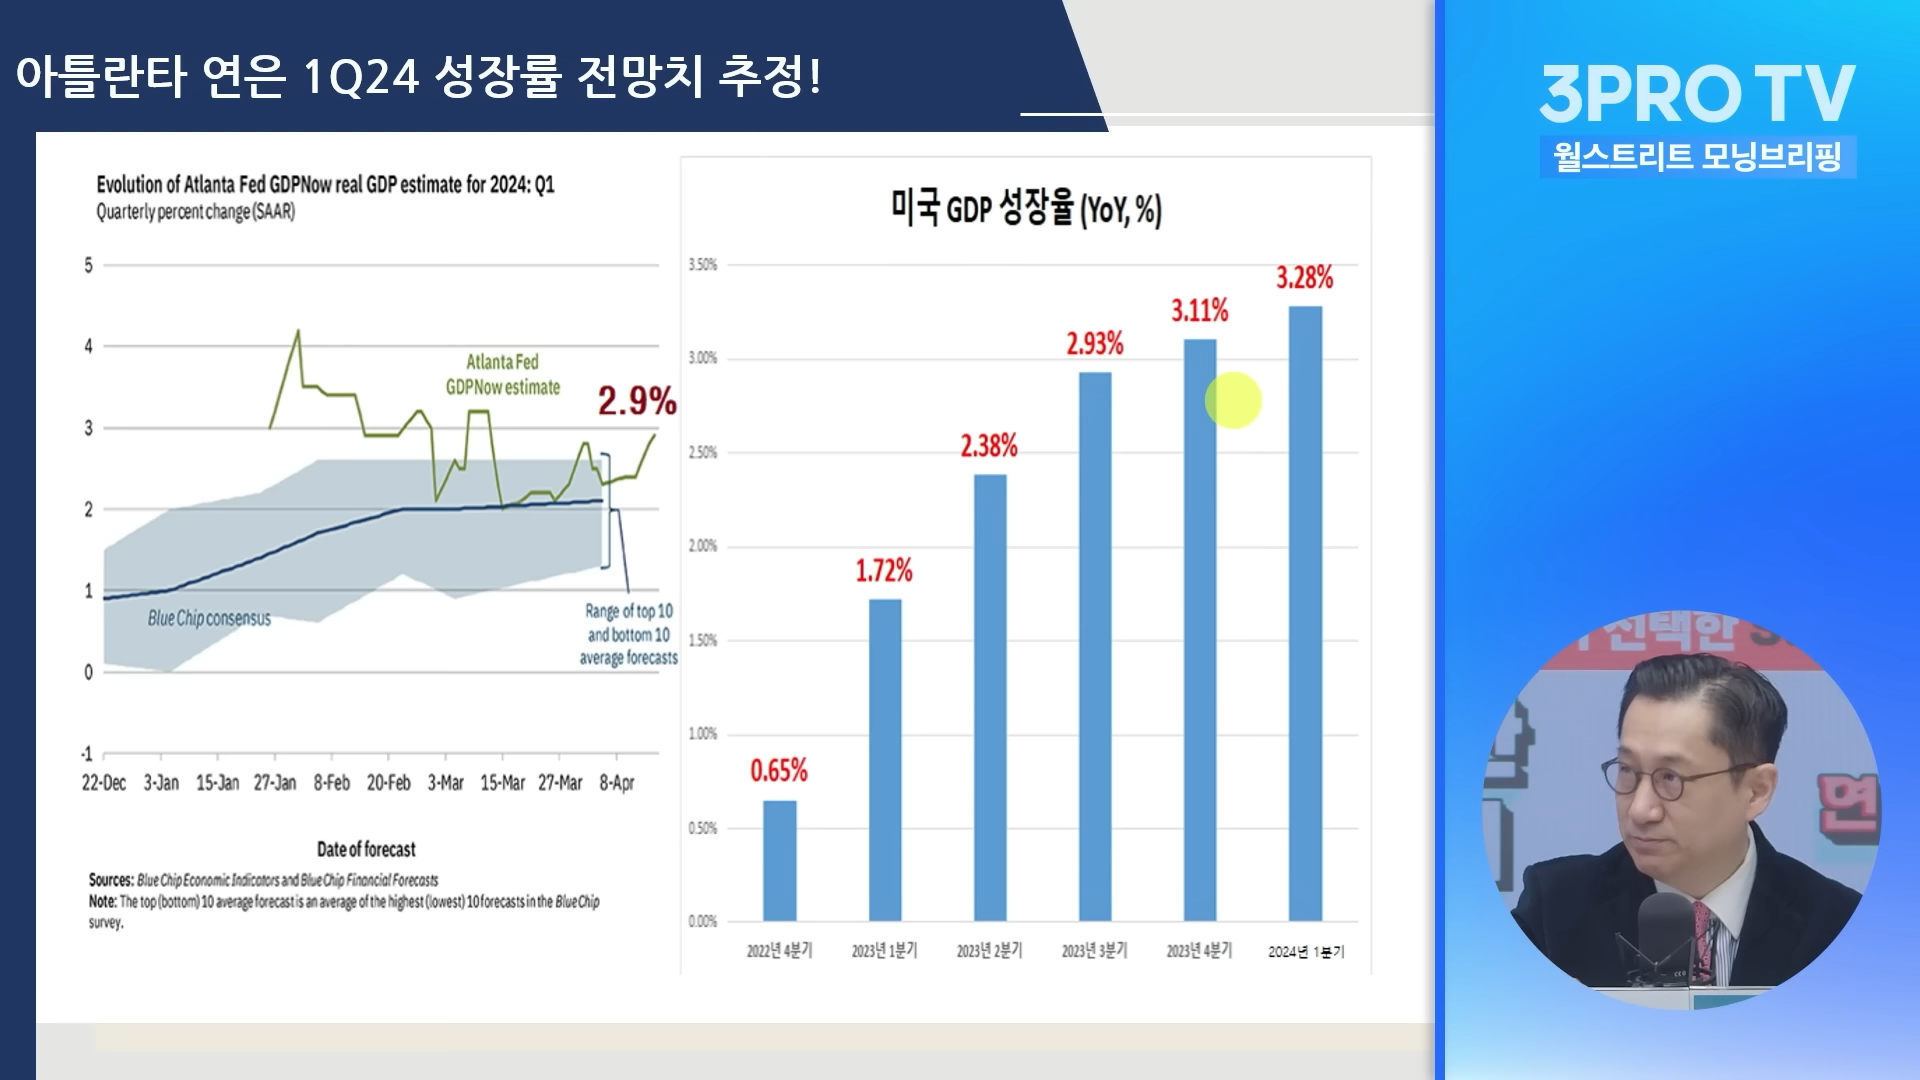 아틀란타 연은 1Q24 성장률 전망치 추정!
3PRO TV
월스트리트 모닝브리핑
Evolution of Atlanta Fed GDPNow real GDP estimate for 2024: Q1
Quarterly percent change (SAAR)
5
4
3
2
1
0
-1
Atlanta Fed
GDPNow estimate
2.9%
Blue Chip consensus
Range of top 10
and bottom 10
average forecasts
22-Dec 3-Jan 15-Jan 27-Jan 8-Feb 20-Feb 3-Mar 15-Mar 27-Mar 8-Apr
Date of forecast
Sources: Blue Chip Economic Indicators and Blue Chip Financial Forecasts
Note: The top (bottom) 10 average forecast is an average of the highest (lowest) 10 forecasts in the Blue Chip
survey.
미국 GDP 성장율 (YoY, %)
3.50%
3.00%
2.50%
2.00%
1.50%
1.00%
0.50%
0.00%
0.65%
1.72%
2.38%
2.93%
3.11%
3.28%
2022년 4분기 2023년 1분기 2023년 2분기 2023년 3분기 2023년 4분기 2024년 1분기
선택한
연